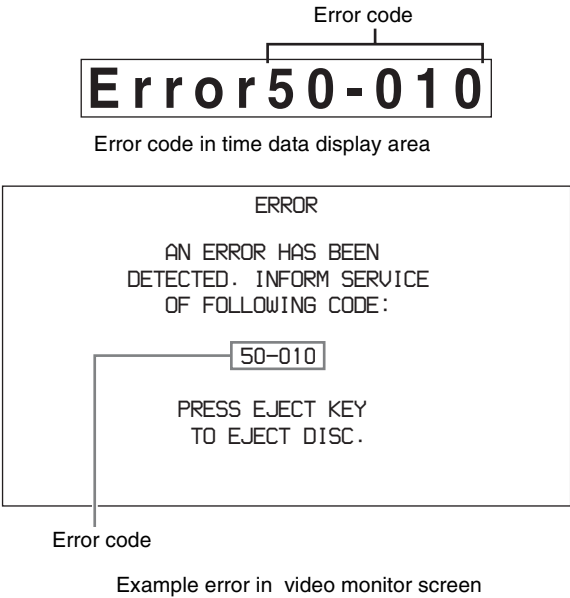 Error code
Error50-010
Error code in time data display area
ERROR
AN ERROR HAS BEEN
DETECTED. INFORM SERVICE
OF FOLLOWING CODE:
50-010
PRESS EJECT KEY
TO EJECT DISC.
Error code
Example error in video monitor screen